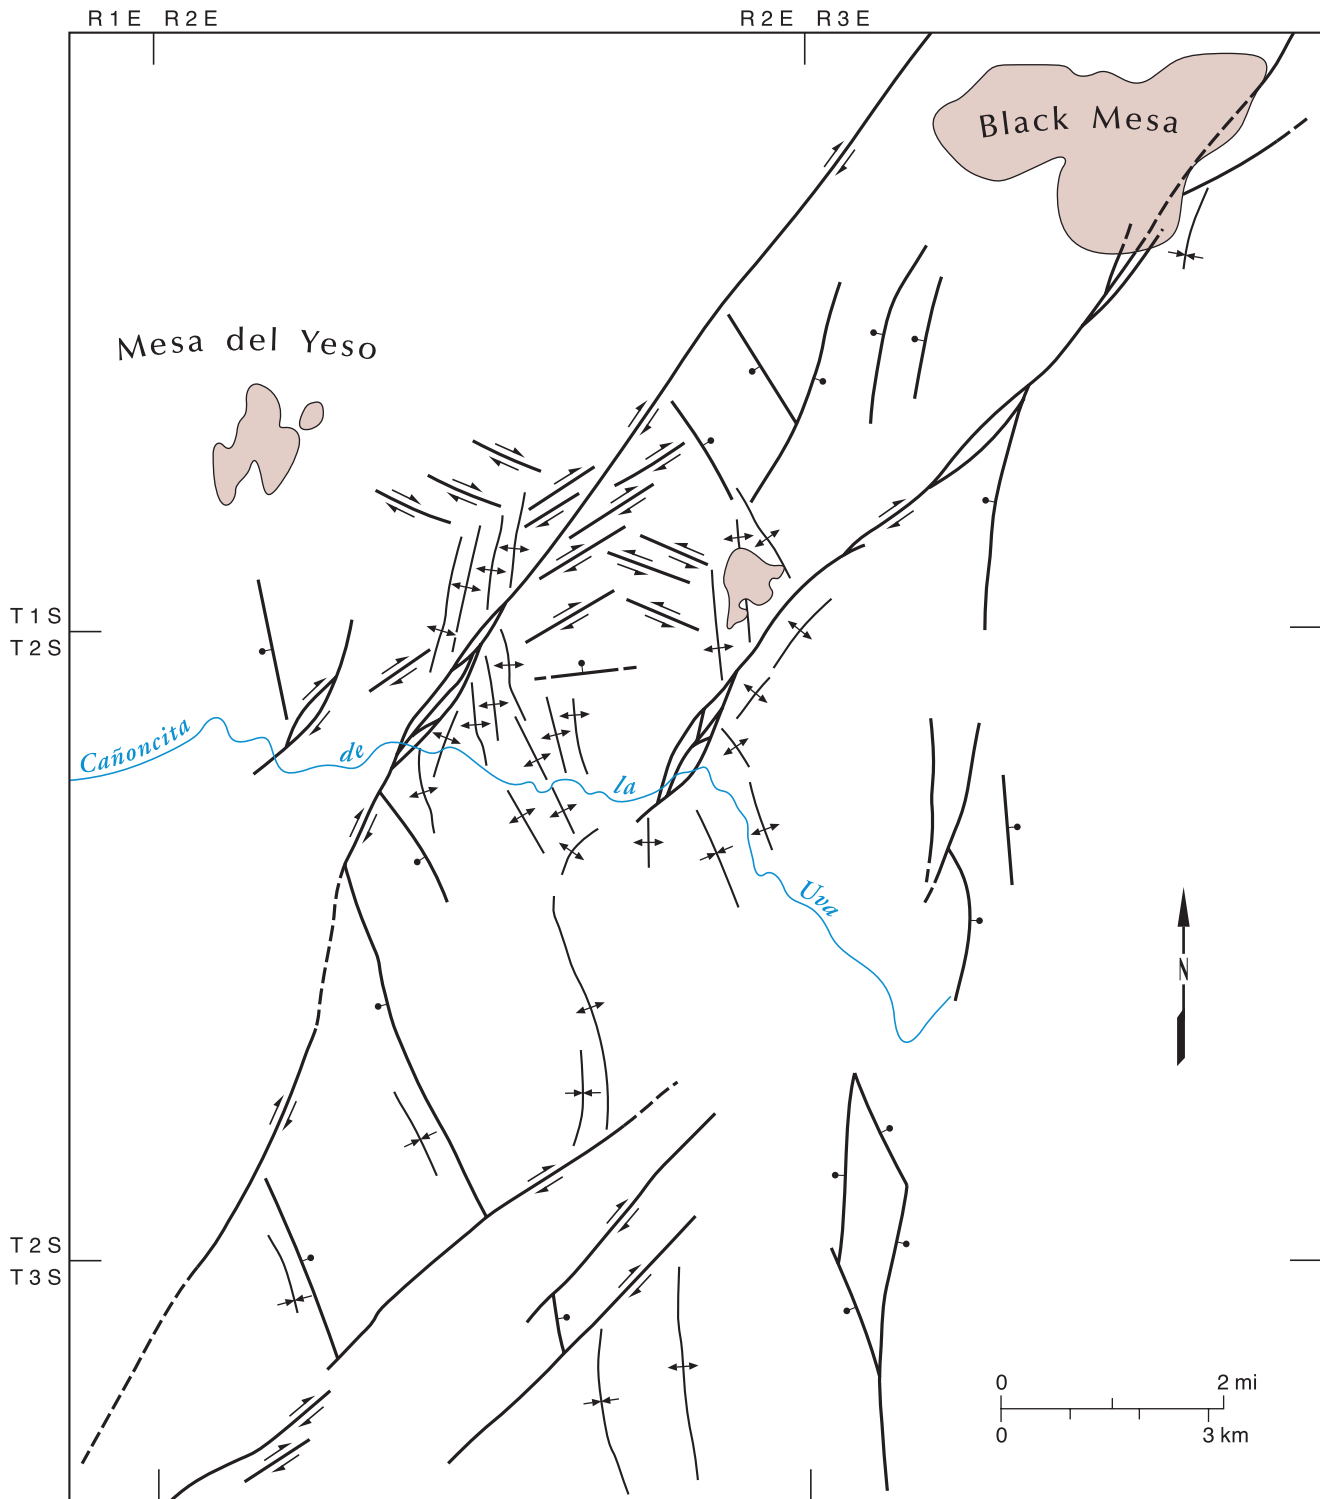 R1E R2E
R2E R3E
Black Mesa
Mesa del Yeso
T1S
T2S
Cañoncita de la Uva
N
T2S
T3S
0 2 mi
0 3 km